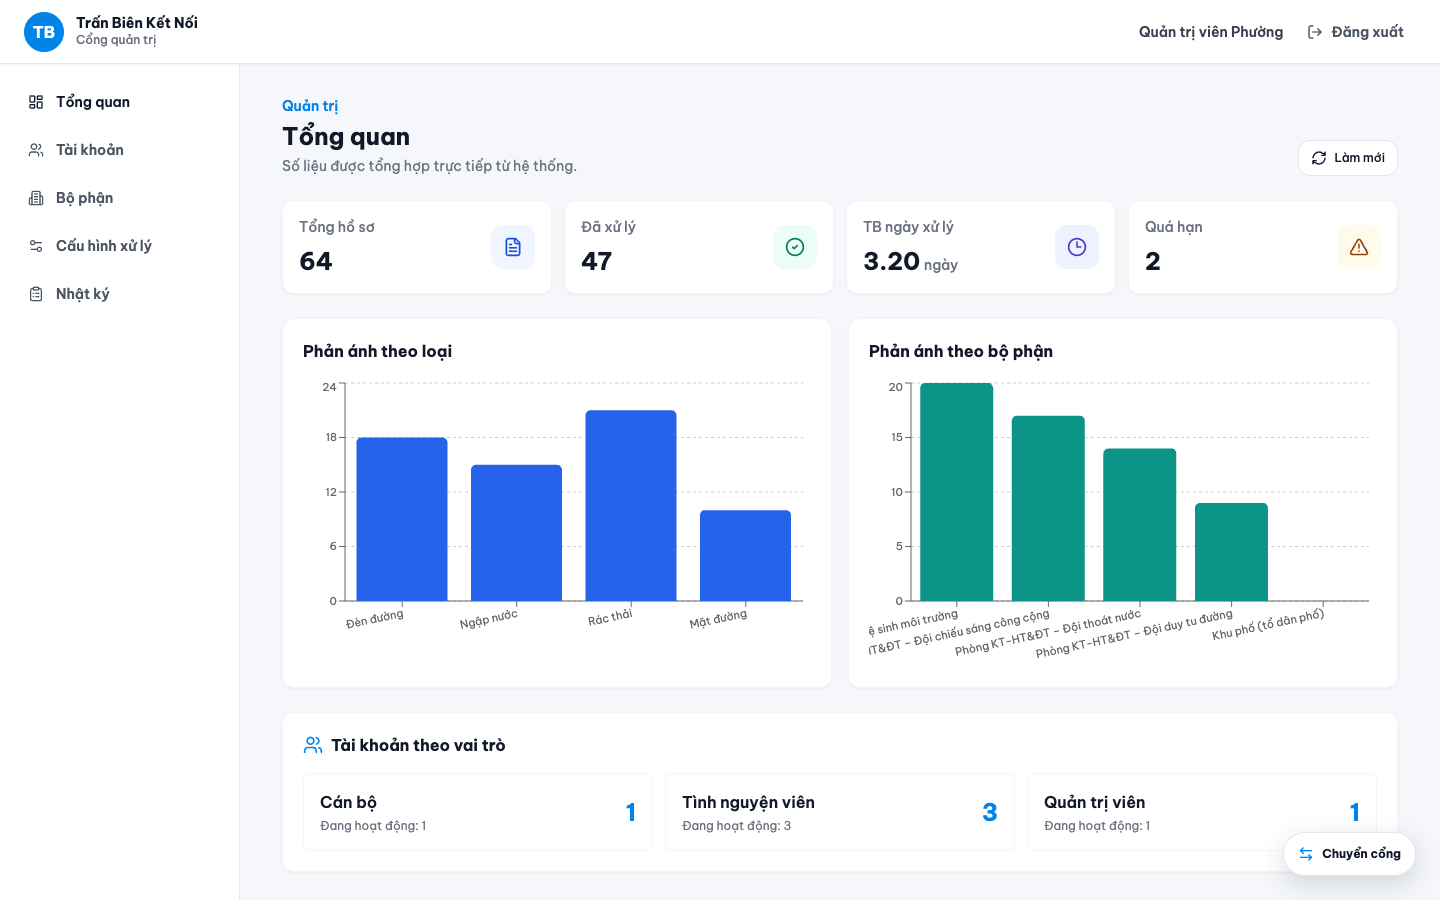 TB
Trấn Biên Kết Nối
Cổng quản trị
Quản trị viên Phường
Đăng xuất
Tổng quan
Tài khoản
Bộ phận
Cấu hình xử lý
Nhật ký
Quản trị
Tổng quan
Số liệu được tổng hợp trực tiếp từ hệ thống.
Làm mới
Tổng hồ sơ
64
Đã xử lý
47
TB ngày xử lý
3.20 ngày
Quá hạn
2
Phản ánh theo loại
24
18
12
6
0
Đèn đường
Ngập nước
Rác thải
Mặt đường
Phản ánh theo bộ phận
20
15
10
5
0
ệ sinh môi trường
HT&ĐT – Đội chiếu sáng công cộng
Phòng KT-HT&ĐT – Đội thoát nước
Phòng KT-HT&ĐT – Đội duy tu đường
Khu phố (tổ dân phố)
Tài khoản theo vai trò
Cán bộ
Đang hoạt động: 1
1
Tình nguyện viên
Đang hoạt động: 3
3
Quản trị viên
Đang hoạt động: 1
1
Chuyển cổng